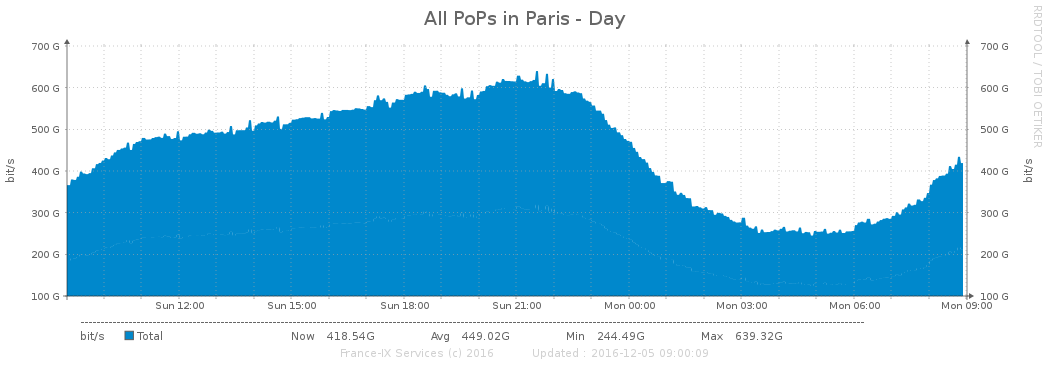 All PoPs in Paris - Day
RRDTOOL / TOBI OETIKER
bit/s
700 G
600 G
500 G
400 G
300 G
200 G
100 G
700 G
600 G
500 G
400 G
300 G
200 G
100 G
bit/s
Sun 12:00 Sun 15:00 Sun 18:00 Sun 21:00 Mon 00:00 Mon 03:00 Mon 06:00 Mon 09:00
bit/s Total Now 418.54G Avg 449.02G Min 244.49G Max 639.32G
France-IX Services (c) 2016 Updated : 2016-12-05 09:00:09